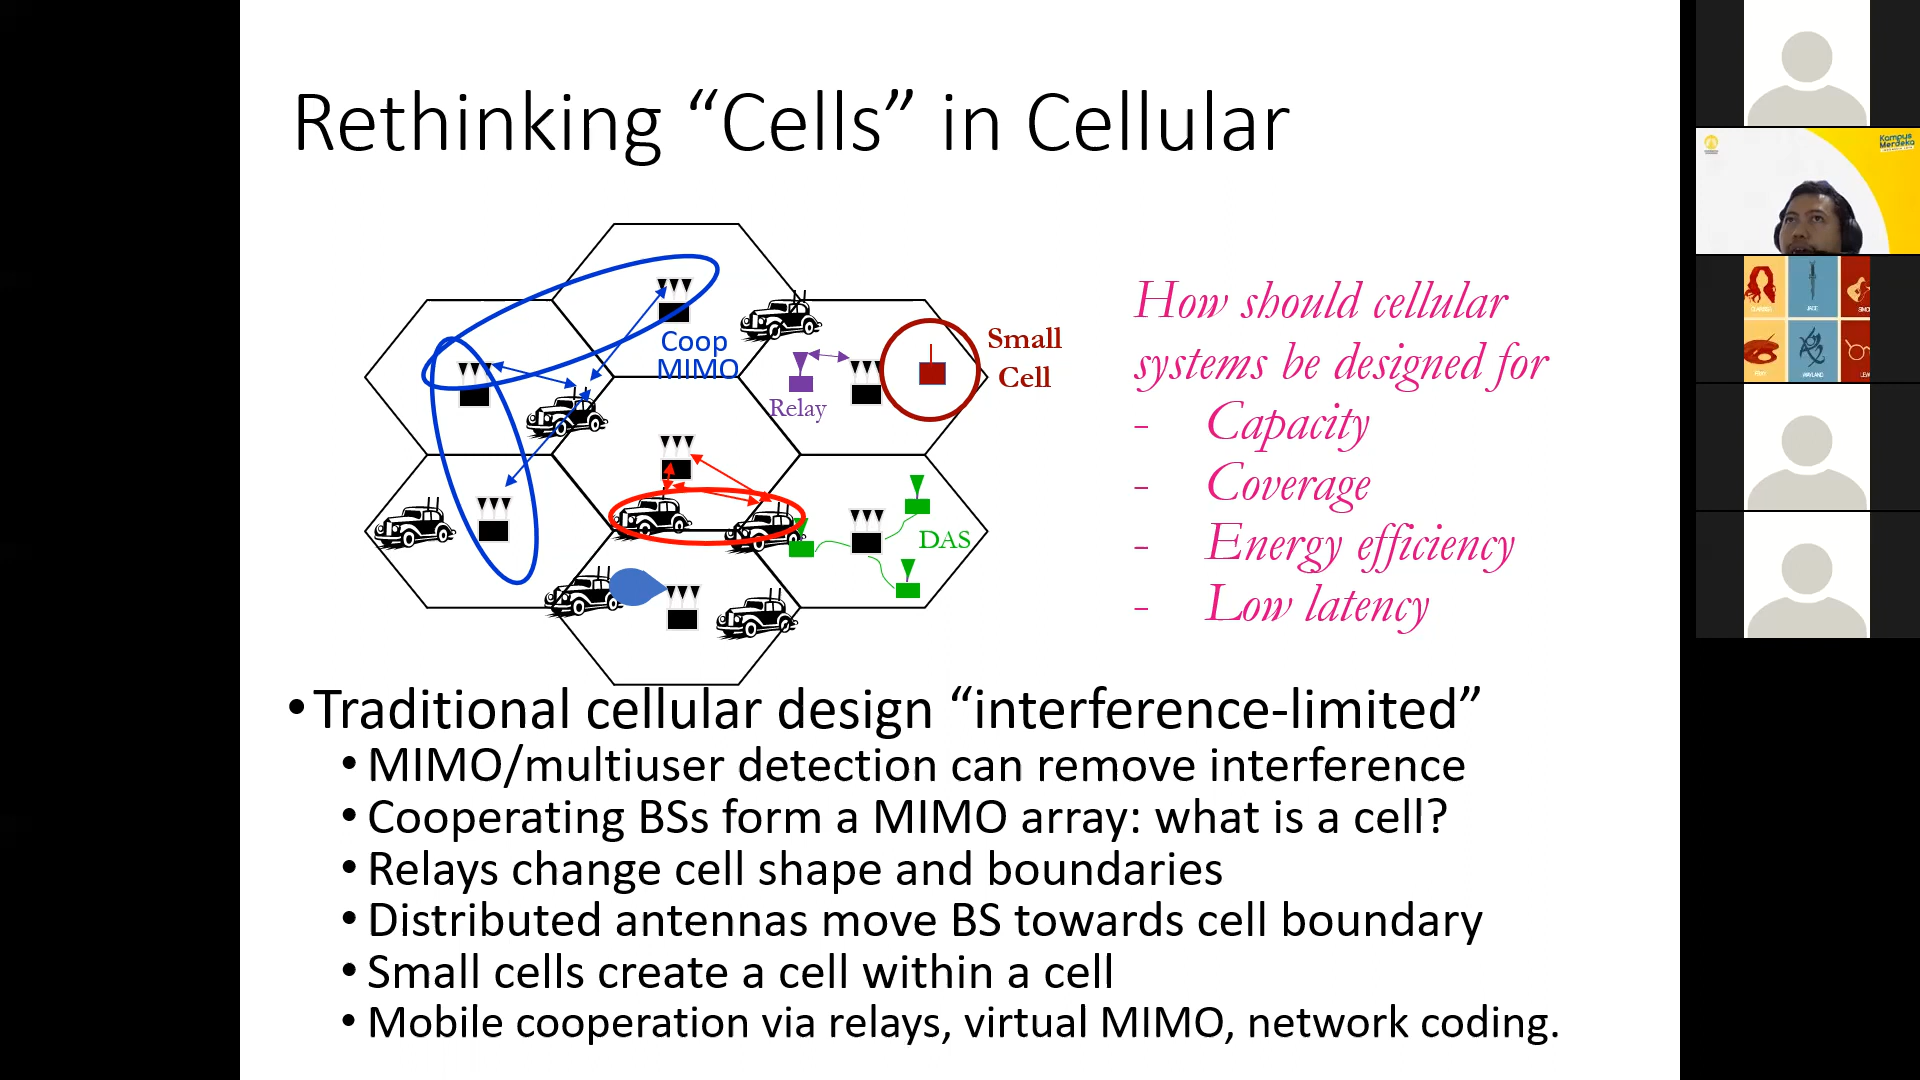 Rethinking “Cells” in Cellular
Coop
MIMO
Relay
Small
Cell
DAS
How should cellular
systems be designed for
- Capacity
- Coverage
- Energy efficiency
- Low latency
• Traditional cellular design “interference-limited”
• MIMO/multiuser detection can remove interference
• Cooperating BSs form a MIMO array: what is a cell?
• Relays change cell shape and boundaries
• Distributed antennas move BS towards cell boundary
• Small cells create a cell within a cell
• Mobile cooperation via relays, virtual MIMO, network coding.
Kampus
Merdeka
JACE